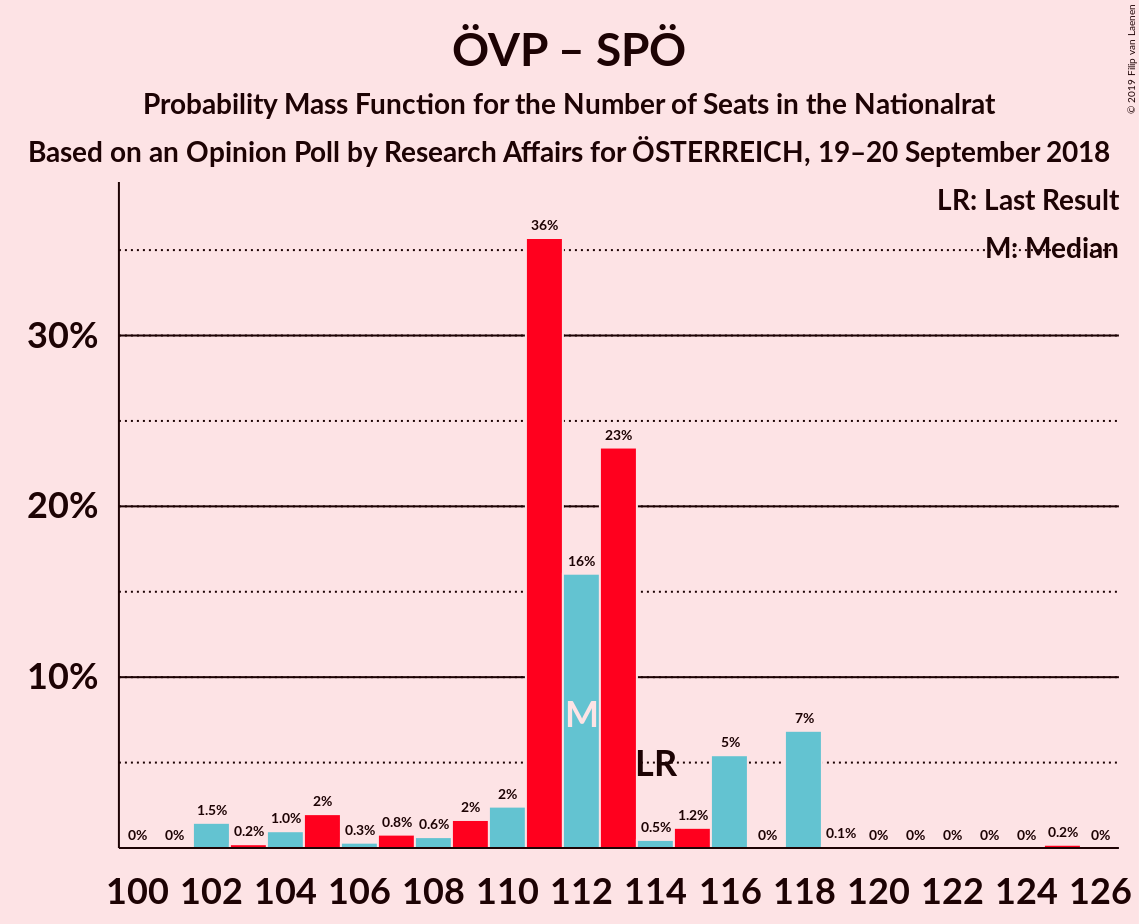 ÖVP – SPÖ
Probability Mass Function for the Number of Seats in the Nationalrat
Based on an Opinion Poll by Research Affairs for ÖSTERREICH, 19–20 September 2018
© 2019 Filip van Laenen
LR: Last Result
M: Median
36%
30%
23%
20%
16%
10%
M
7%
5%
LR
2%
2%
2%
1.5%
1.0%
1.2%
0% 0% 0.2% 0.3% 0.8% 0.6% 0.5% 0% 0.1% 0% 0% 0% 0% 0% 0.2% 0%
100 102 104 106 108 110 112 114 116 118 120 122 124 126